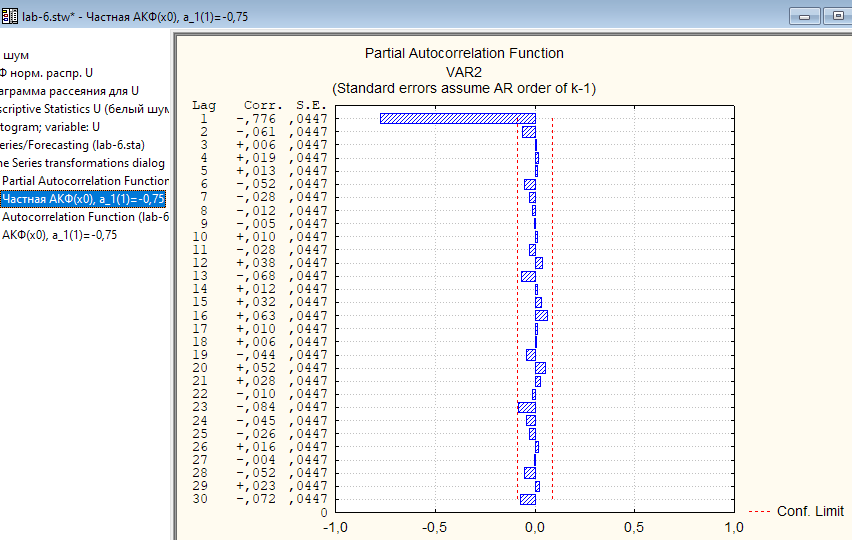 lab-6.stw* - Частная АКФ(x0), a_1(1)=-0,75
шум
Ф норм. распр. U
аграмма рассеяния для U
scriptive Statistics U (белый шум
togram; variable: U
eries/Forecasting (lab-6.sta)
ne Series transformations dialog
Partial Autocorrelation Function
Частная АКФ(x0), a_1(1)=-0,75
Autocorrelation Function (lab-6
АКФ(x0), a_1(1)=-0,75
Partial Autocorrelation Function
VAR2
(Standard errors assume AR order of k-1)
Lag Corr. S.E.
1 -,776 ,0447
2 -,061 ,0447
3 +,006 ,0447
4 +,019 ,0447
5 +,013 ,0447
6 -,052 ,0447
7 -,028 ,0447
8 -,012 ,0447
9 -,005 ,0447
10 +,010 ,0447
11 -,028 ,0447
12 +,038 ,0447
13 -,068 ,0447
14 +,012 ,0447
15 +,032 ,0447
16 +,063 ,0447
17 +,010 ,0447
18 +,006 ,0447
19 -,044 ,0447
20 +,052 ,0447
21 +,028 ,0447
22 -,010 ,0447
23 -,084 ,0447
24 -,045 ,0447
25 -,026 ,0447
26 +,016 ,0447
27 -,004 ,0447
28 -,052 ,0447
29 +,023 ,0447
30 -,072 ,0447
0
-1,0 -0,5 0,0 0,5 1,0
Conf. Limit